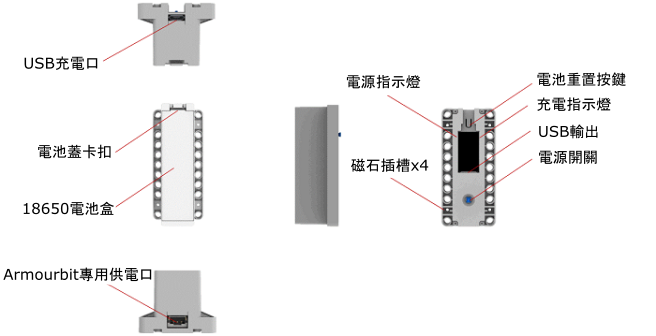 USB充電口
電源指示燈
電池重置按鍵
充電指示燈
USB輸出
電池蓋卡扣
磁石插槽x4
電源開關
18650電池盒
Armourbit專用供電口